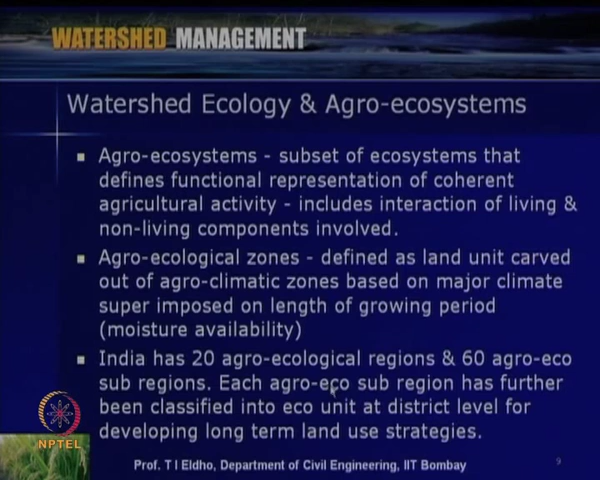 WATERSHED MANAGEMENT
Watershed Ecology & Agro-ecosystems
Agro-ecosystems - subset of ecosystems that
defines functional representation of coherent
agricultural activity - includes interaction of living &
non-living components involved.
Agro-ecological zones - defined as land unit carved
out of agro-climatic zones based on major climate
super imposed on length of growing period
(moisture availability)
India has 20 agro-ecological regions & 60 agro-eco
sub regions. Each agro-eco sub region has further
been classified into eco unit at district level for
developing long term land use strategies.
NPTEL
Prof. T I Eldho, Department of Civil Engineering, IIT Bombay
9